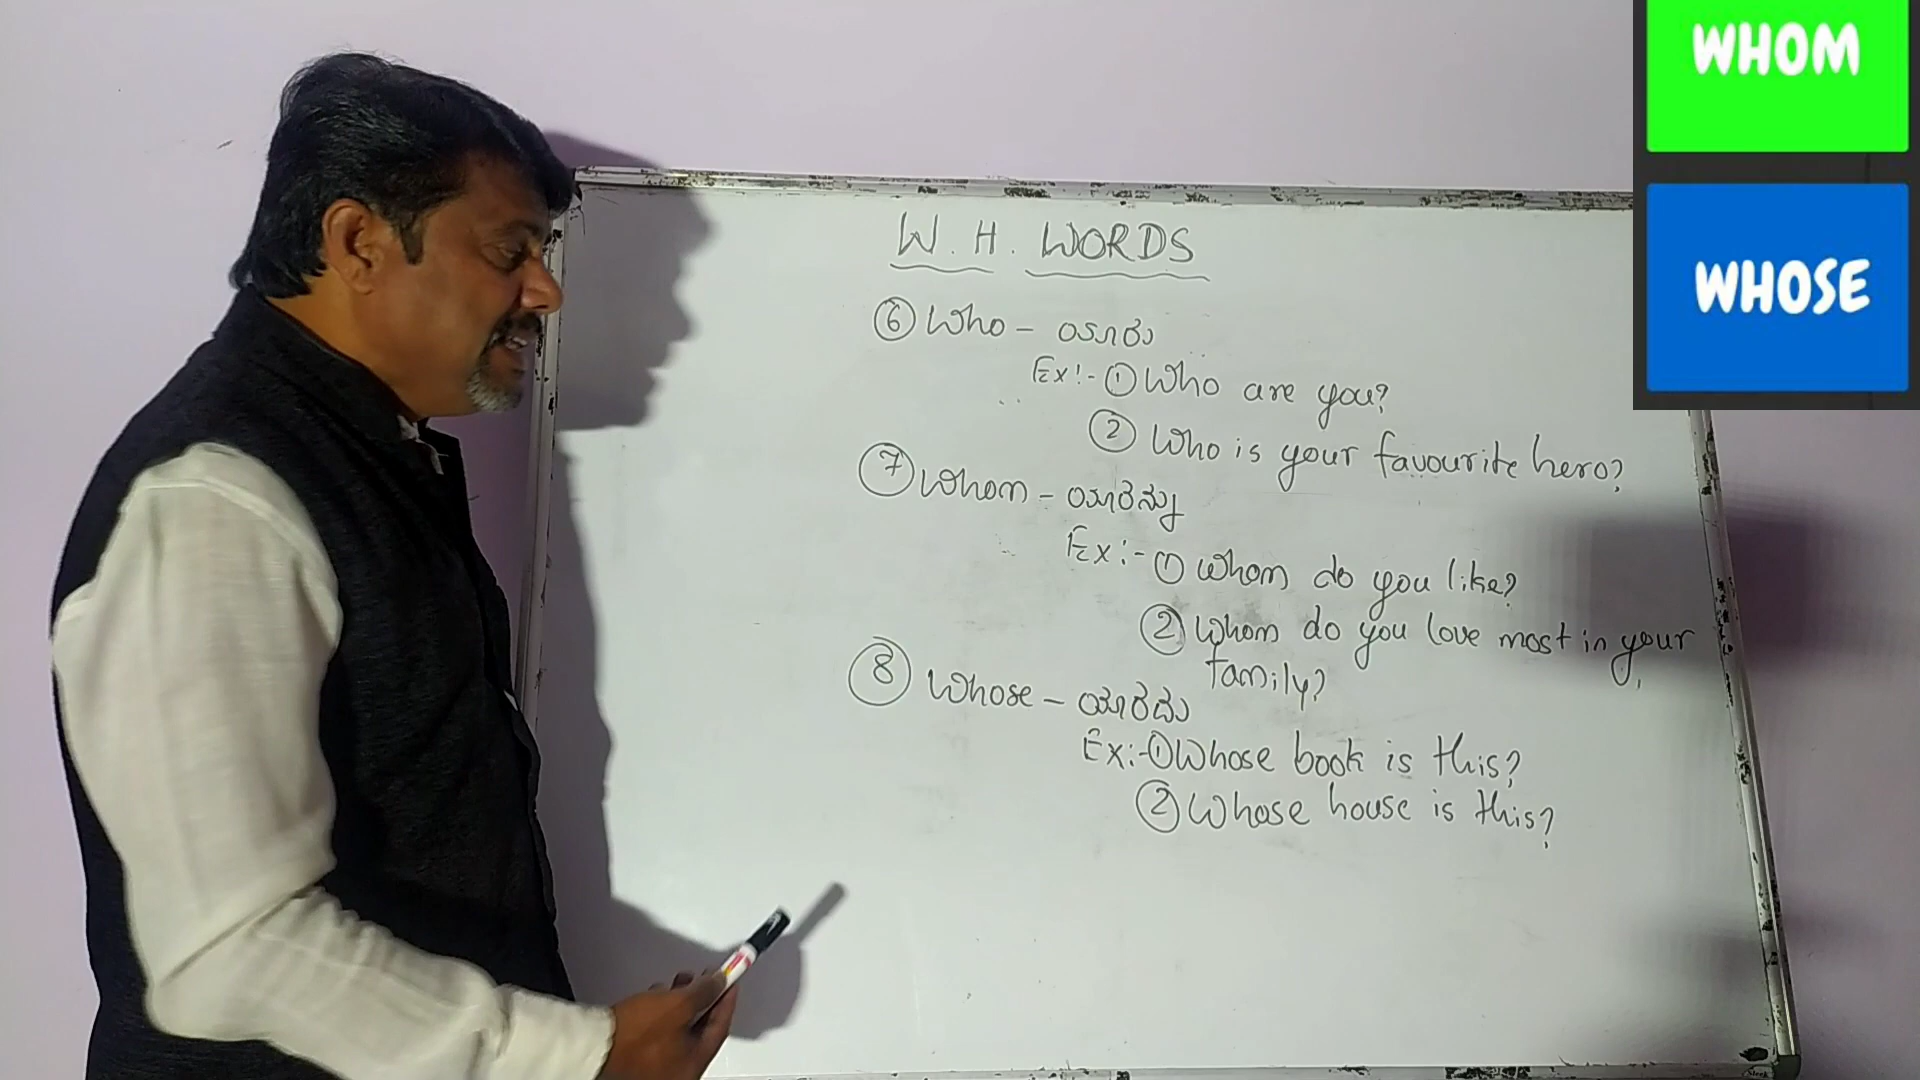 WHOM
WHOSE
W. H. WORDS
⑥ Who – ಯಾರು
Ex:- ① Who are you?
② Who is your favourite hero?
⑦ Whom – ಯಾರನ್ನು
Ex:- ① Whom do you like?
② Whom do you love most in your
family?
⑧ Whose – ಯಾರದು
Ex:- ① Whose book is this?
② Whose house is this?